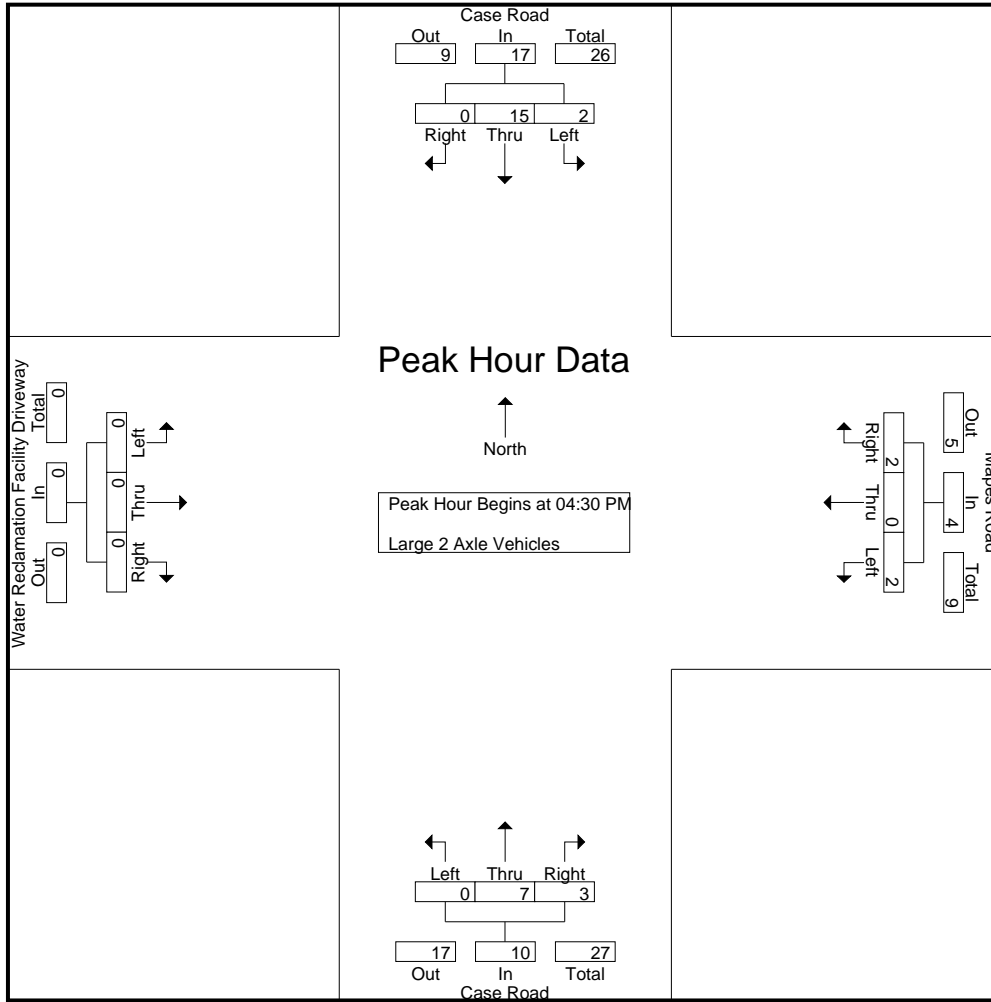 Case Road
Out In Total
9 17 26
0 15 2
Right Thru Left
Peak Hour Data
North
Peak Hour Begins at 04:30 PM
Large 2 Axle Vehicles
Water Reclamation Facility Driveway
Out In Total
0 0 0
0 0 0
Left Thru Right
Mapes Road
Out In Total
5 4 9
2 0 2
Right Thru Left
Left Thru Right
0 7 3
17 10 27
Out In Total
Case Road